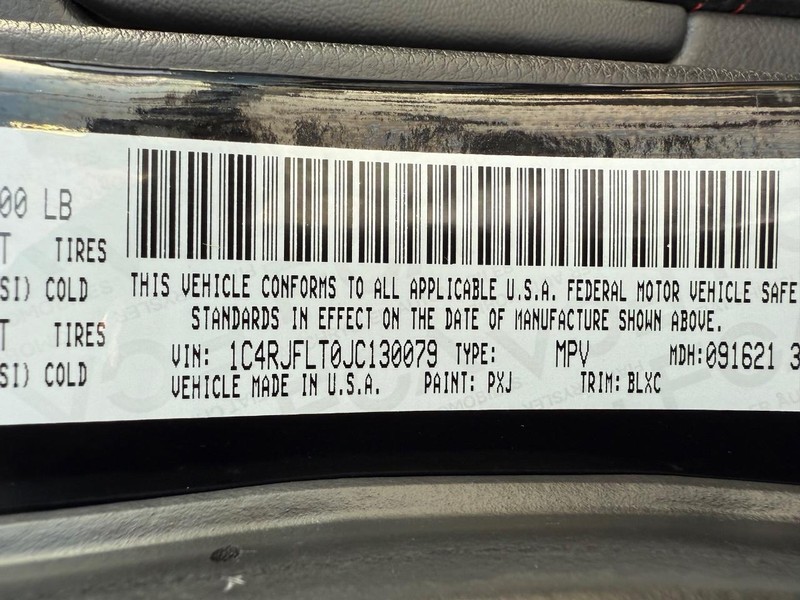 00 LB
T TIRES
SI) COLD
T TIRES
SI) COLD
THIS VEHICLE CONFORMS TO ALL APPLICABLE U.S.A. FEDERAL MOTOR VEHICLE SAFE
STANDARDS IN EFFECT ON THE DATE OF MANUFACTURE SHOWN ABOVE.
VIN: 1C4RJFLT0JC130079 TYPE: MPV MDH:091621 3
VEHICLE MADE IN U.S.A. PAINT: PXJ TRIM: BLXC